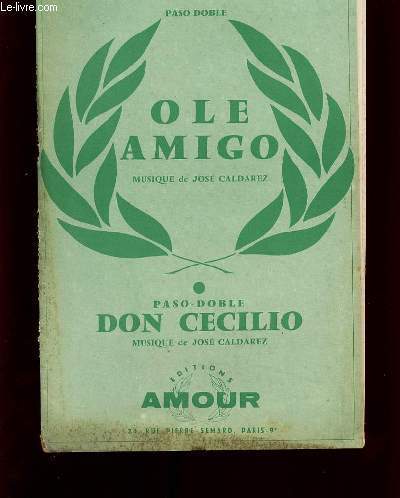 Le-livre.com
PASO DOBLE
OLE
AMIGO
MUSIQUE de JOSÉ CALDAREZ
PASO-DOBLE
DON CECILIO
MUSIQUE de JOSÉ CALDAREZ
EDITIONS
AMOUR
RUE PIERRE SEMARD, PARIS-9e